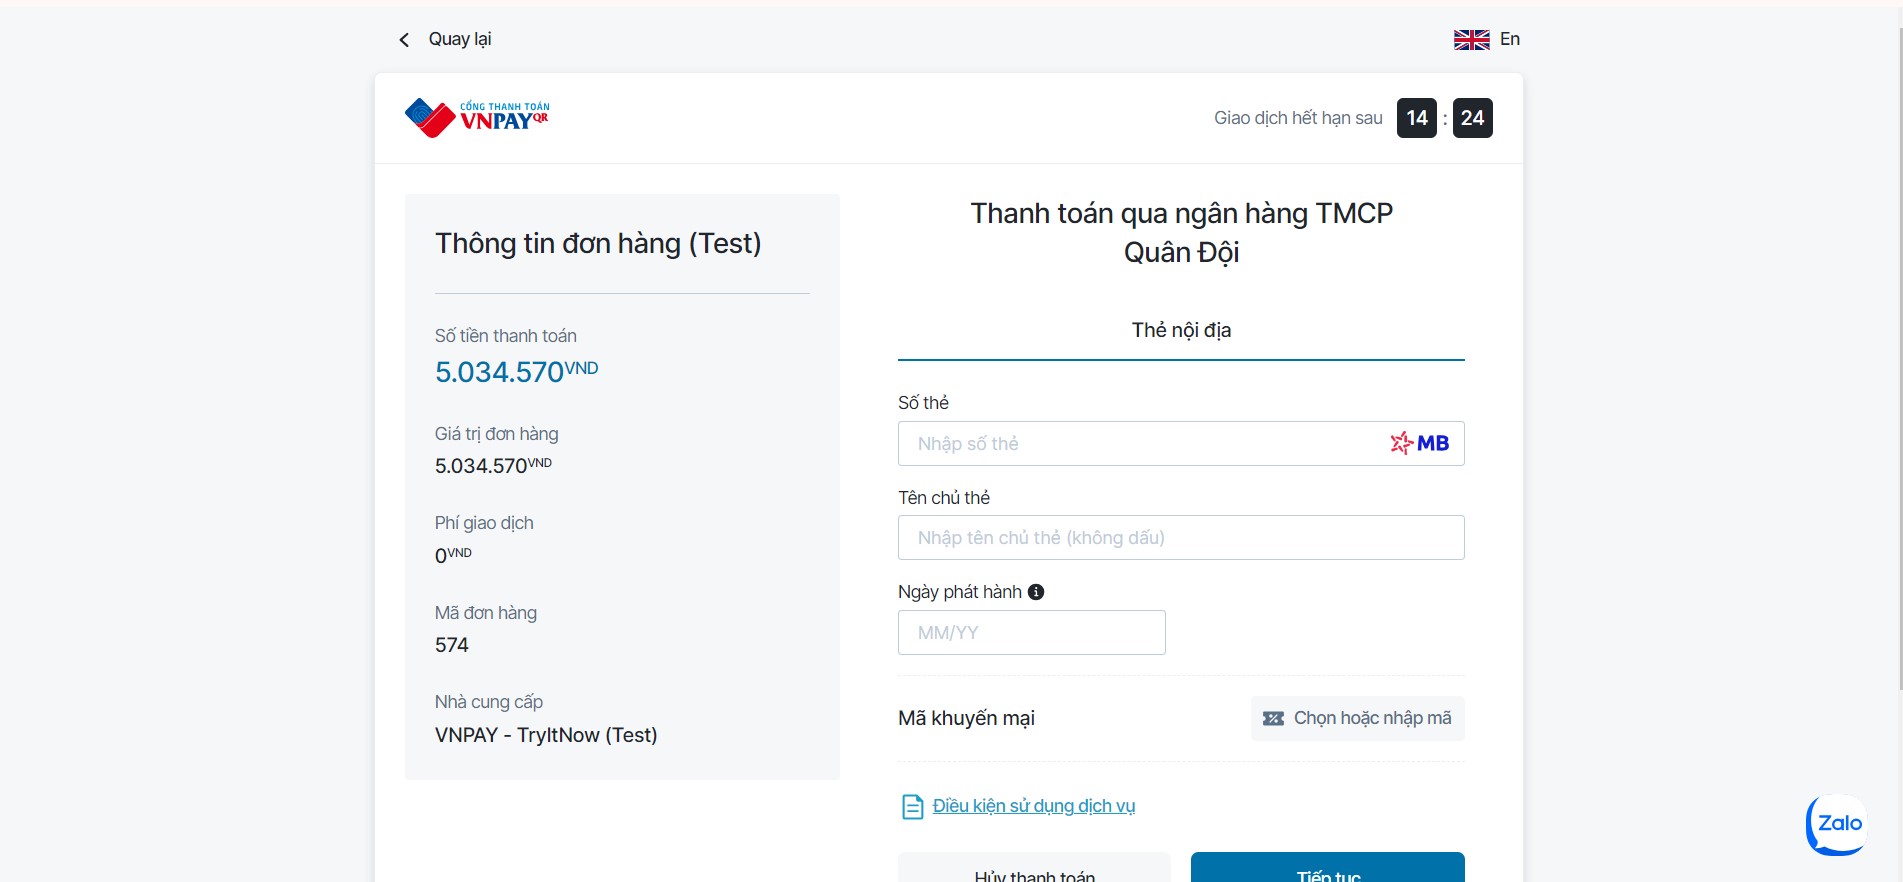 Quay lại
En
CỔNG THANH TOÁN
VNPAYQR
Giao dịch hết hạn sau 14 : 24
Thông tin đơn hàng (Test)
Số tiền thanh toán
5.034.570VND
Giá trị đơn hàng
5.034.570VND
Phí giao dịch
0VND
Mã đơn hàng
574
Nhà cung cấp
VNPAY - TryItNow (Test)
Thanh toán qua ngân hàng TMCP
Quân Đội
Thẻ nội địa
Số thẻ
Nhập số thẻ
MB
Tên chủ thẻ
Nhập tên chủ thẻ (không dấu)
Ngày phát hành
MM/YY
Mã khuyến mại
Chọn hoặc nhập mã
Điều kiện sử dụng dịch vụ
Hủy thanh toán
Tiếp tục
Zalo